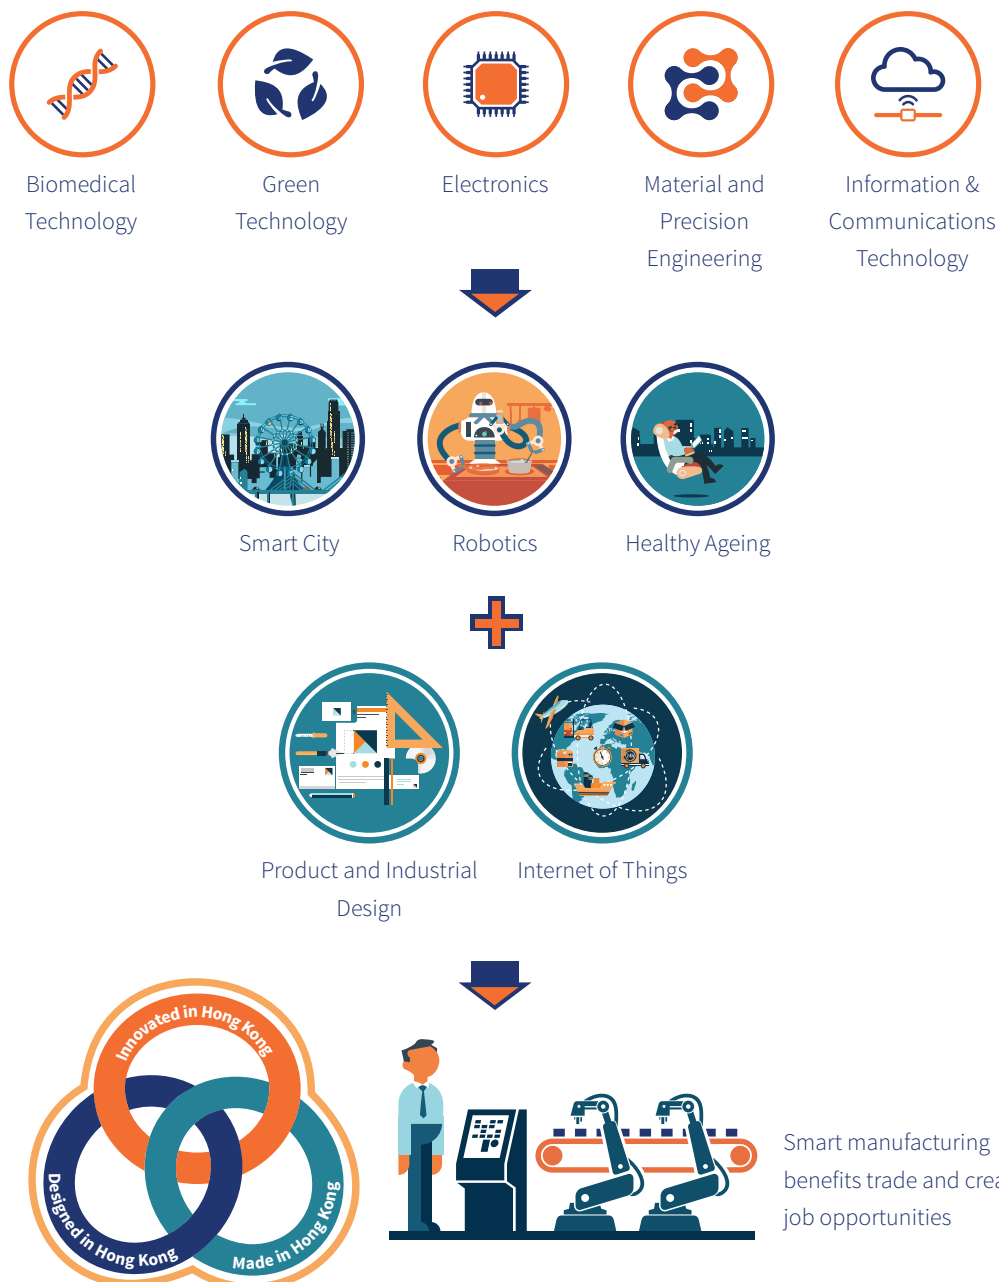 Biomedical
Technology
Green
Technology
Electronics
Material and
Precision
Engineering
Information &
Communications
Technology
Smart City
Robotics
Healthy Ageing
Product and Industrial
Design
Internet of Things
Innovated in Hong Kong
Designed in Hong Kong
Made in Hong Kong
Smart manufacturing
benefits trade and
job opportunities